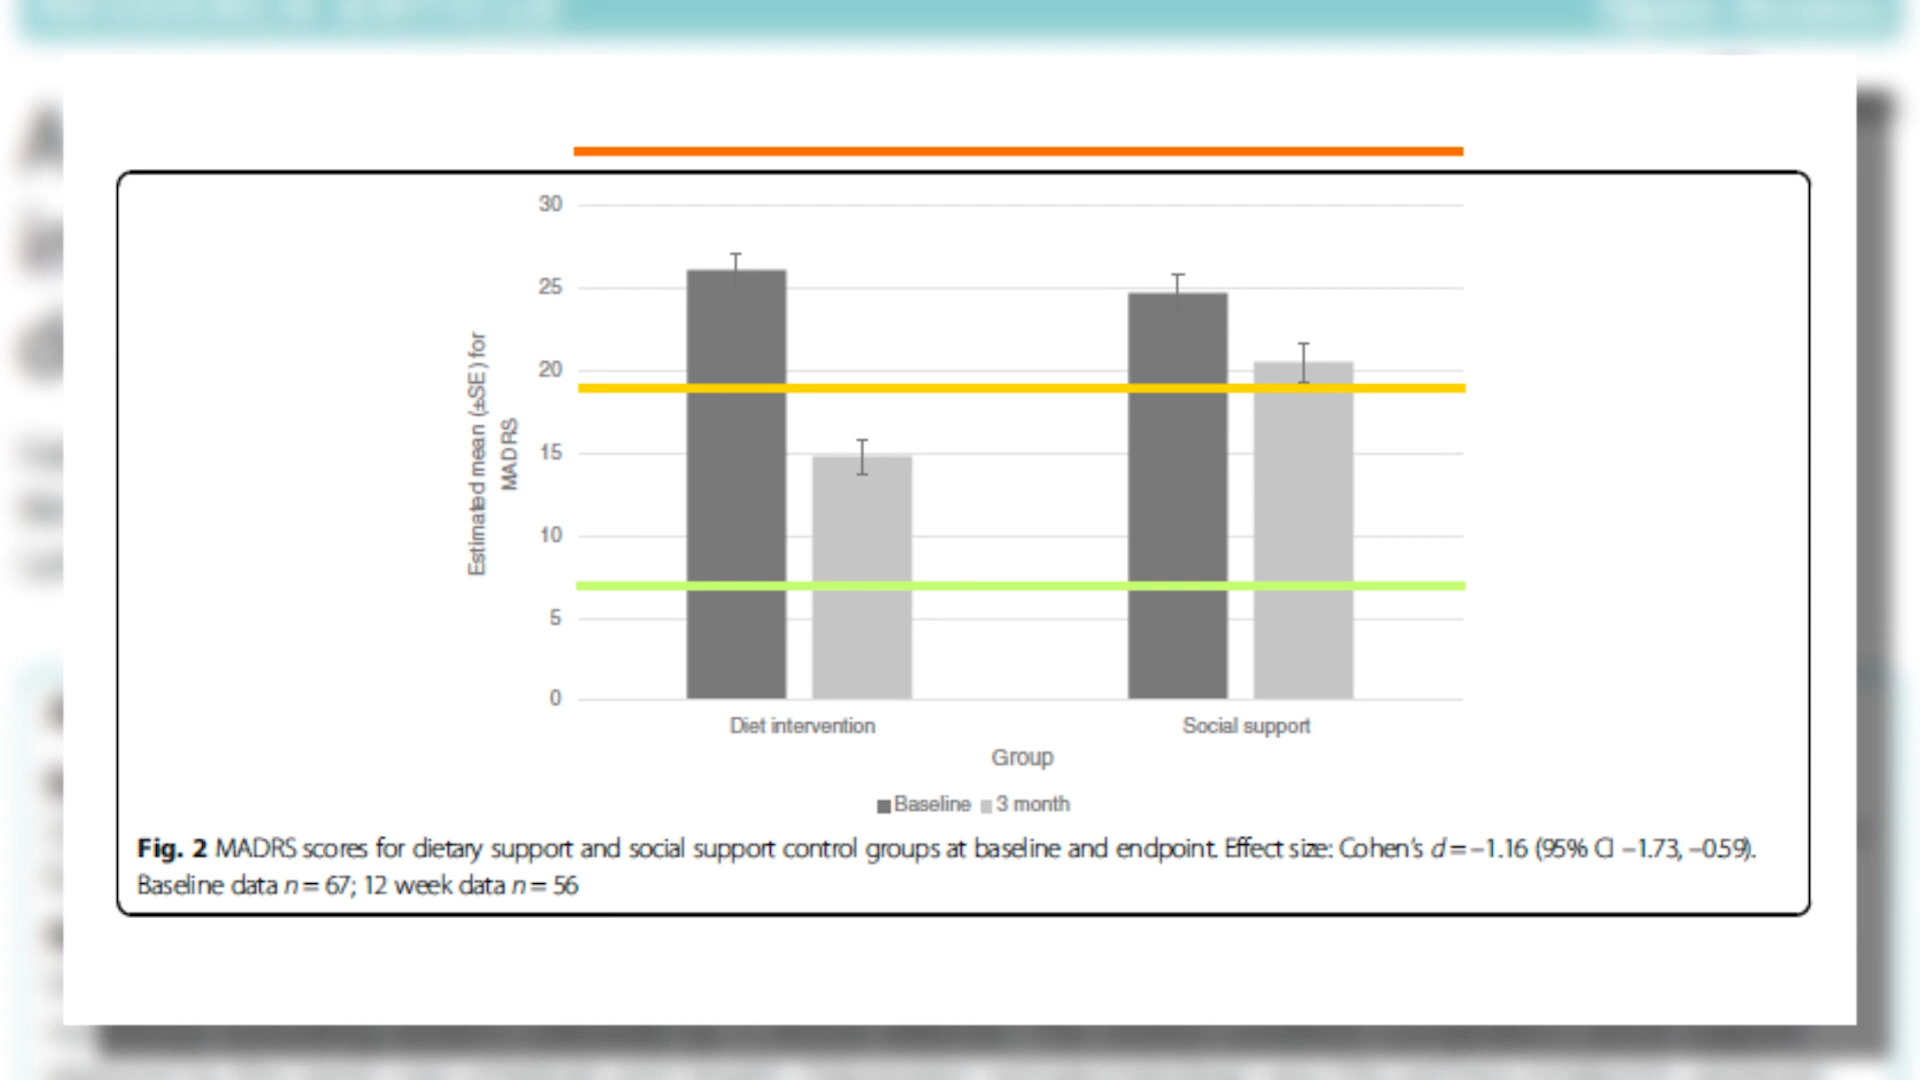 30
25
20
15
10
5
0
Estimated mean (±SE) for
MADRS
Diet intervention
Social support
Group
Baseline 3 month
Fig. 2 MADRS scores for dietary support and social support control groups at baseline and endpoint. Effect size: Cohen's d = −1.16 (95% CI −1.73, −0.59).
Baseline data n = 67; 12 week data n = 56